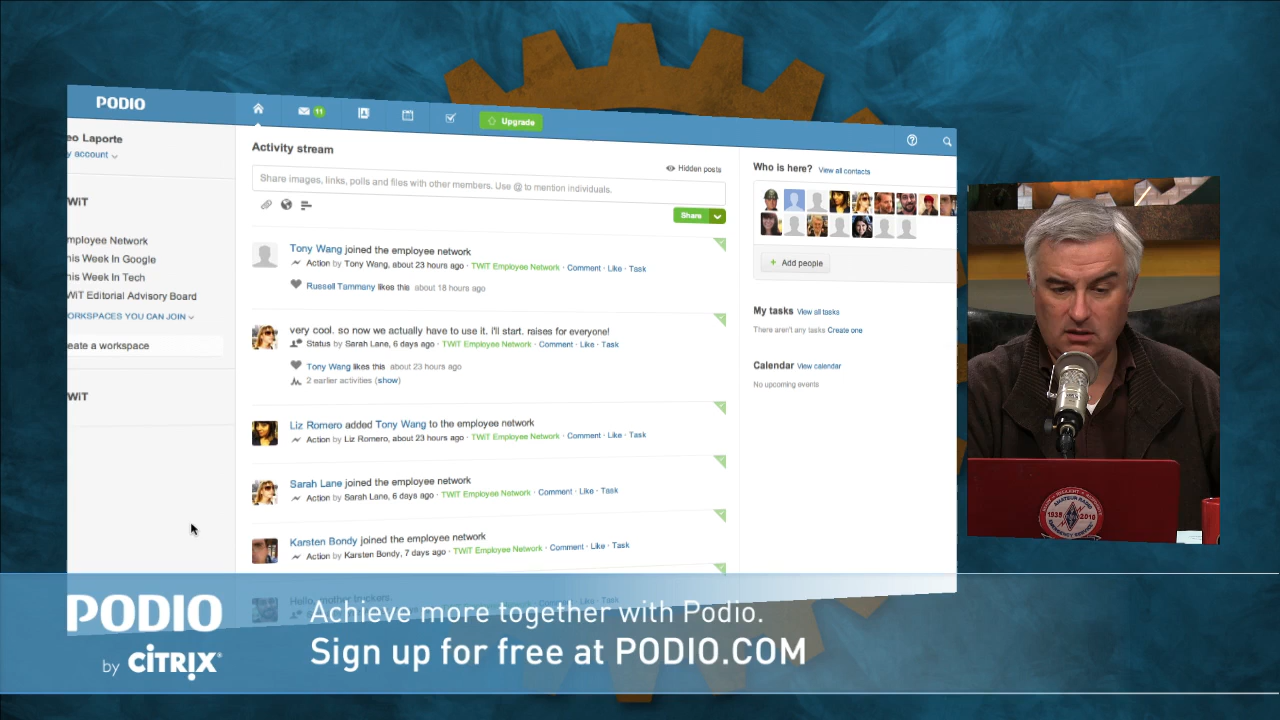 PODIO
11
Upgrade
eo Laporte
y account
WiT
mployee Network
his Week In Google
his Week In Tech
WiT Editorial Advisory Board
ORKSPACES YOU CAN JOIN
eate a workspace
WiT
Activity stream
Hidden posts
Share images, links, polls and files with other members. Use @ to mention individuals.
Share
Tony Wang joined the employee network
Action by Tony Wang, about 23 hours ago · TWiT Employee Network · Comment · Like · Task
Russell Tammany likes this about 18 hours ago
very cool. so now we actually have to use it. i'll start. raises for everyone!
Status by Sarah Lane, 6 days ago · TWiT Employee Network · Comment · Like · Task
Tony Wang likes this about 23 hours ago
2 earlier activities (show)
Liz Romero added Tony Wang to the employee network
Action by Liz Romero, about 23 hours ago · TWiT Employee Network · Comment · Like · Task
Sarah Lane joined the employee network
Action by Sarah Lane, 6 days ago · TWiT Employee Network · Comment · Like · Task
Karsten Bondy joined the employee network
Action by Karsten Bondy, 7 days ago · TWiT Employee Network · Comment · Like · Task
Who is here? View all contacts
+ Add people
My tasks View all tasks
There aren't any tasks Create one
Calendar View calendar
No upcoming events
AMATEUR RADIO
1935 2010
PODIO
by CITRIX®
Achieve more together with Podio.
Sign up for free at PODIO.COM